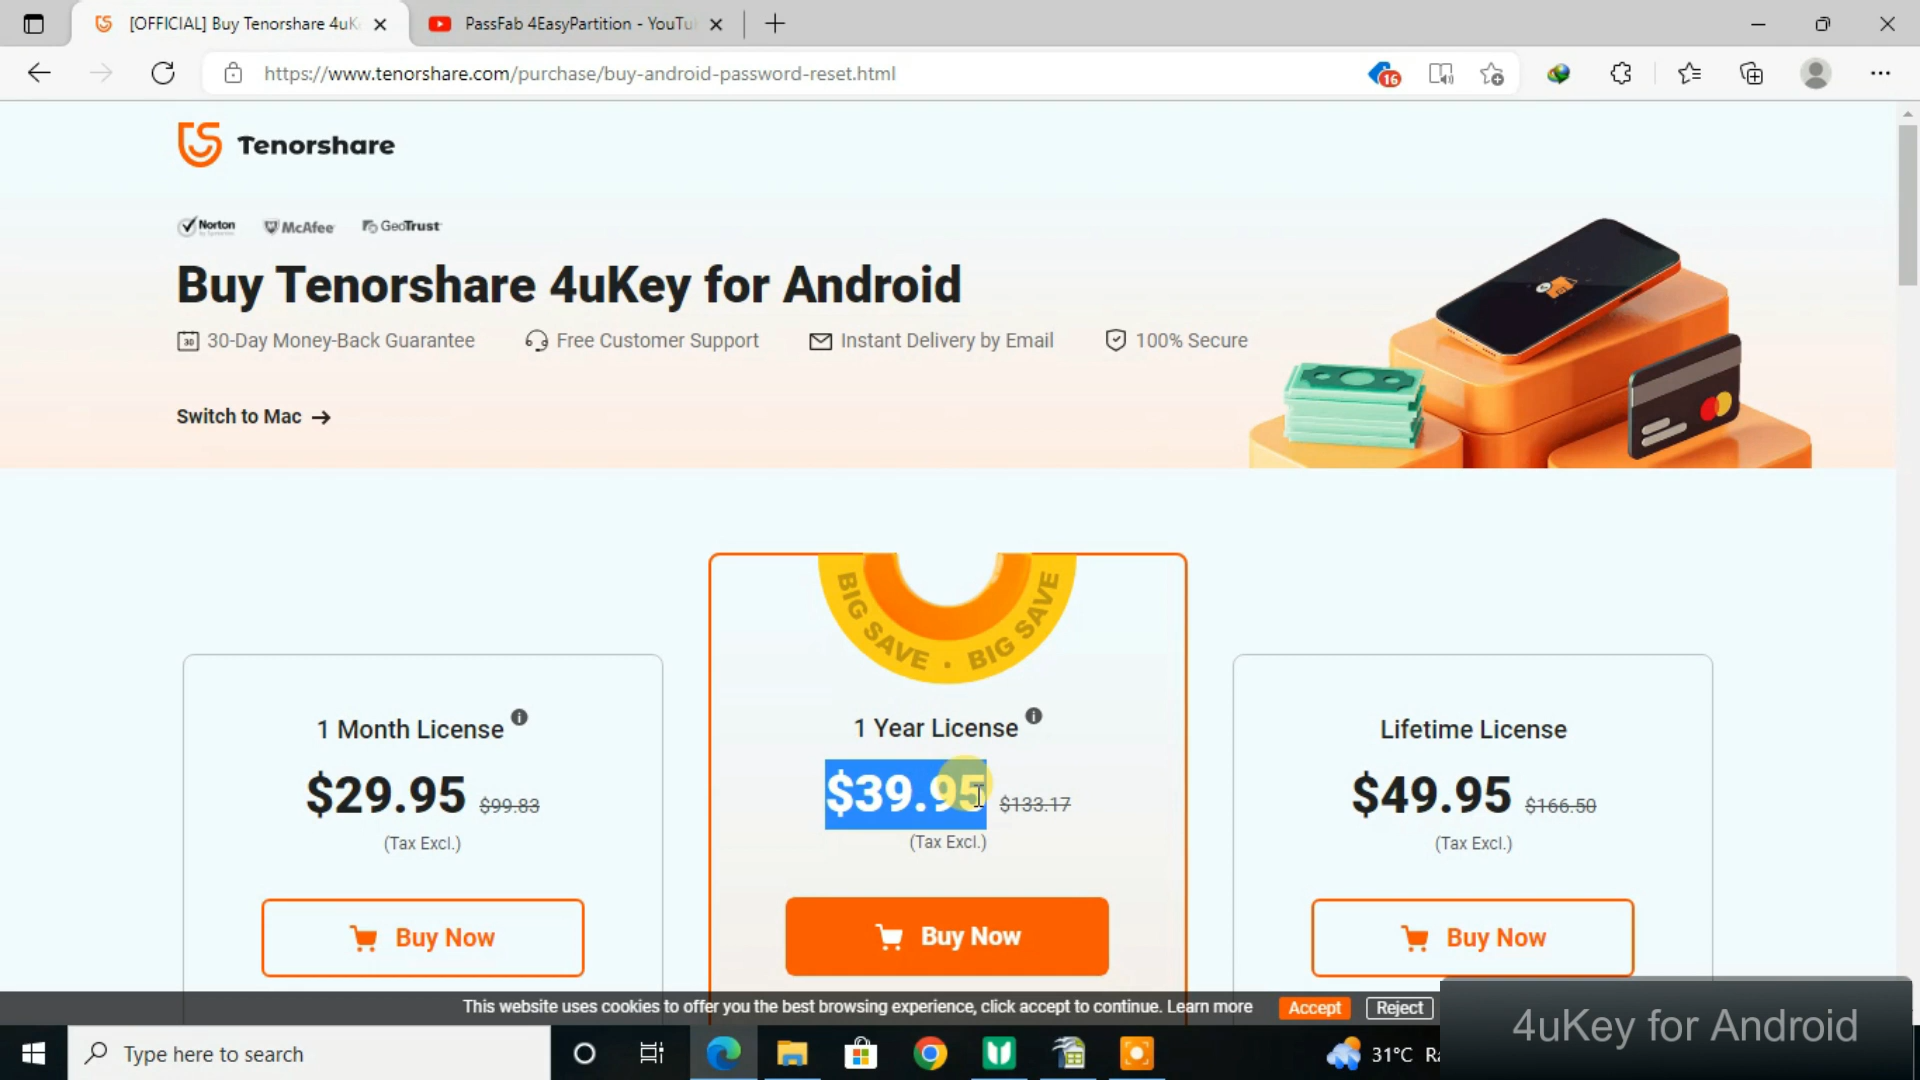 [OFFICIAL] Buy Tenorshare 4uK
PassFab 4EasyPartition - YouTu
https://www.tenorshare.com/purchase/buy-android-password-reset.html
16
Tenorshare
Norton
McAfee
GeoTrust
Buy Tenorshare 4uKey for Android
30 30-Day Money-Back Guarantee
Free Customer Support
Instant Delivery by Email
100% Secure
Switch to Mac →
BIG SAVE • BIG SAVE
1 Month License
$29.95 $99.83
(Tax Excl.)
Buy Now
1 Year License
$39.95 $133.17
(Tax Excl.)
Buy Now
Lifetime License
$49.95 $166.50
(Tax Excl.)
Buy Now
This website uses cookies to offer you the best browsing experience, click accept to continue. Learn more
Accept
Reject
4uKey for Android
Type here to search
31°C Ra